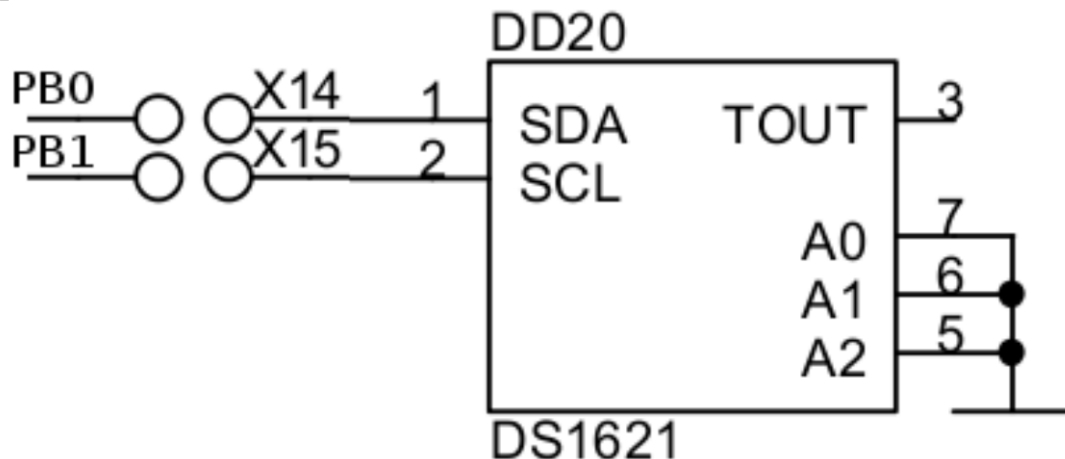 DD20
PB0 X14 1 SDA TOUT 3
PB1 X15 2 SCL
A0 7
A1 6
A2 5
DS1621